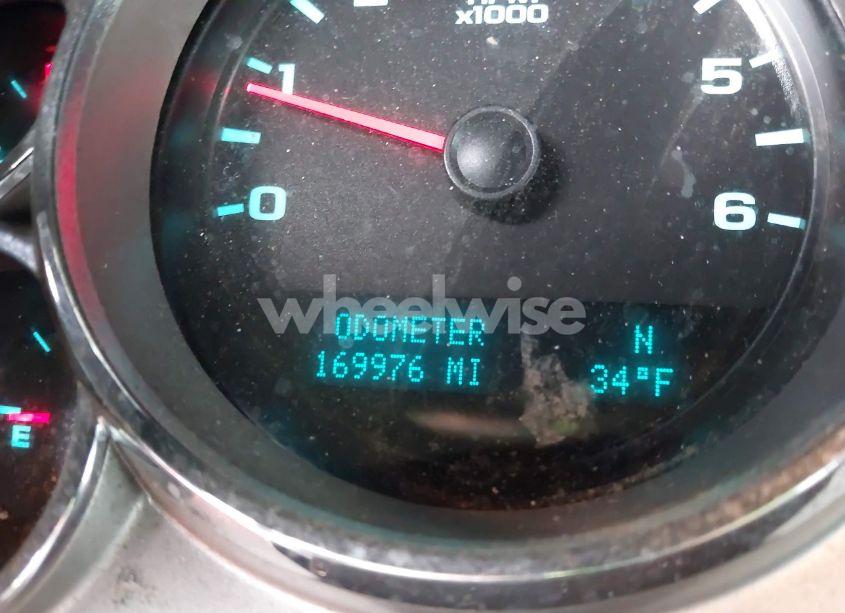 x1000
1
5
0
6
wheelwise
ODOMETER N
169976 MI 34°F
E